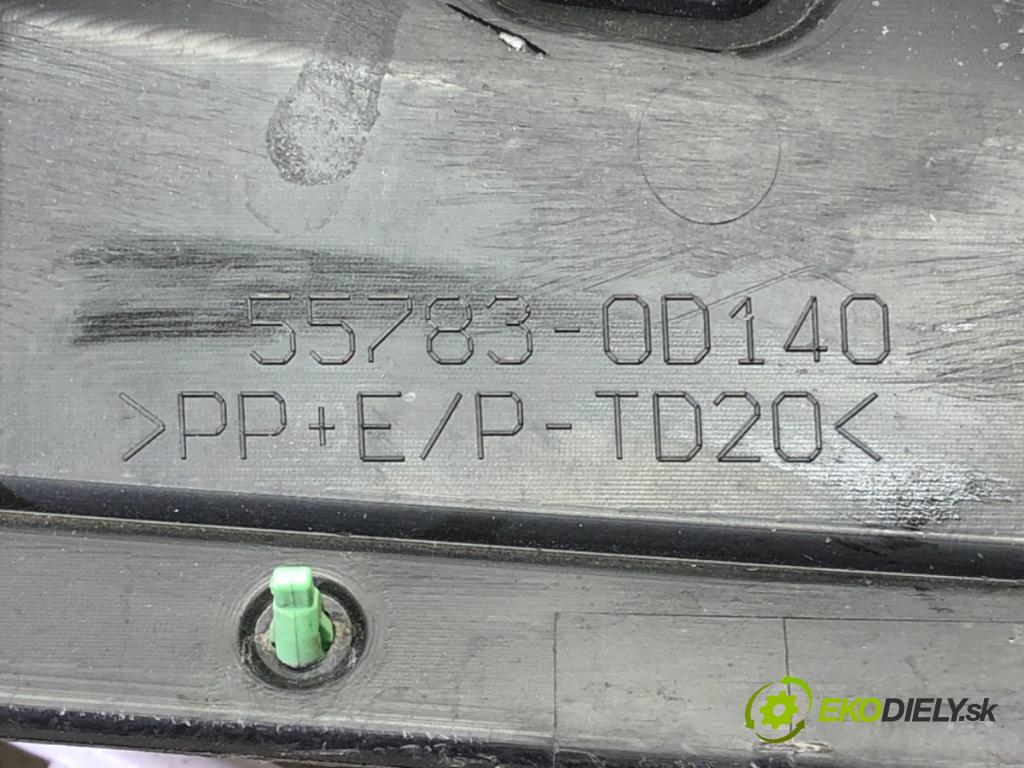 55783-0D140
>PP+E/P-TD20<
EKODIELY.sk